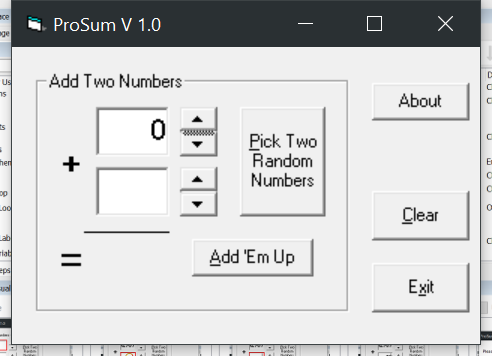 ProSum V 1.0
Add Two Numbers
0
+
=
Pick Two
Random
Numbers
Add 'Em Up
About
Clear
Exit